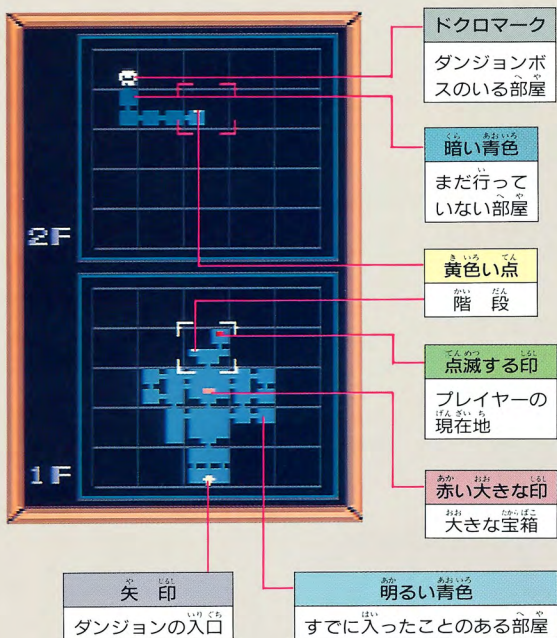 ドクロマーク
ダンジョンボ
スのいる部屋
暗い青色
まだ行って
いない部屋
2F
黄色い点
階段
点滅する印
プレイヤーの
現在地
赤い大きな印
大きな宝箱
1F
矢印
ダンジョンの入口
明るい青色
すでに入ったことのある部屋